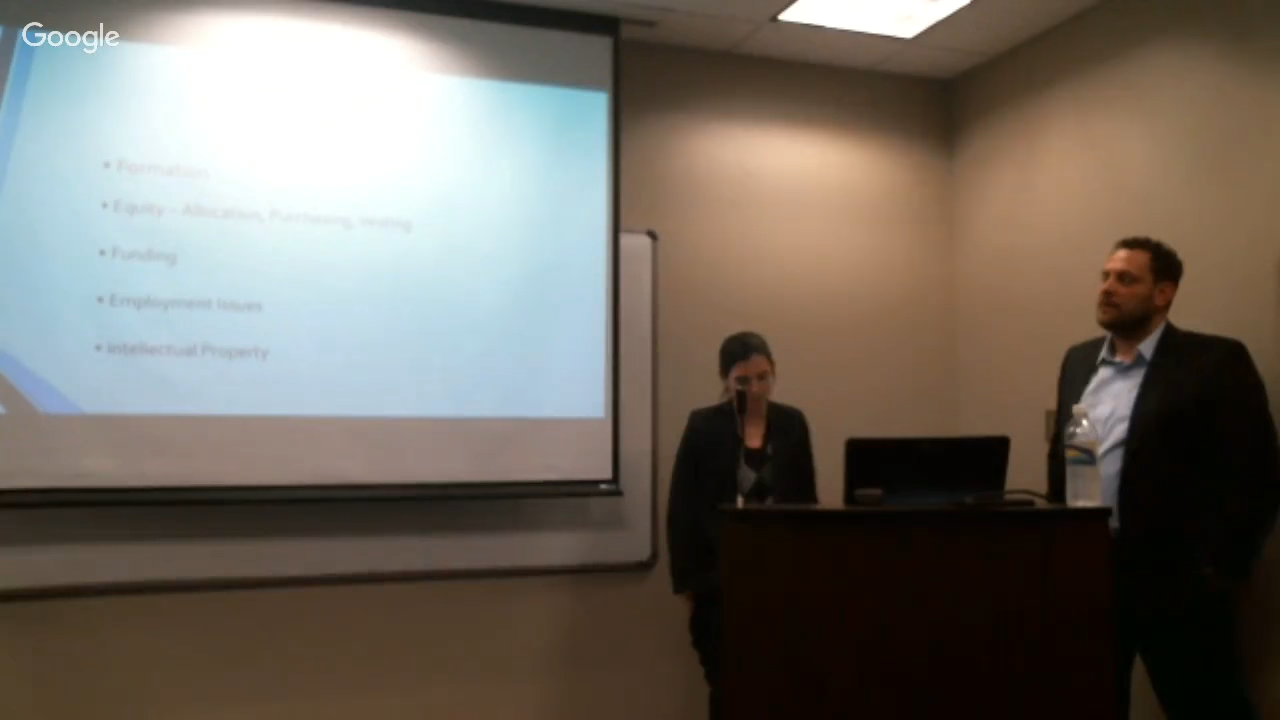 Google
• Formation
• Equity – Allocation, Purchasing, Vesting
• Funding
• Employment Issues
• Intellectual Property